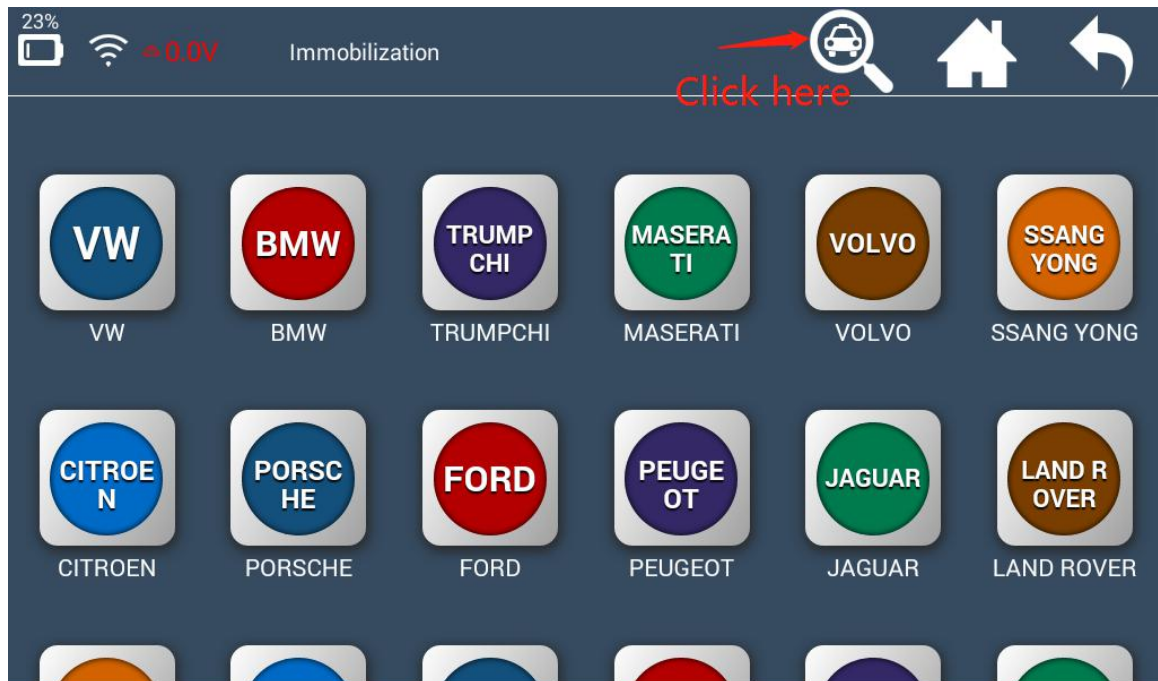 23%
0.0V
Immobilization
Click here
VW
BMW
TRUMP
CHI
MASERA
TI
VOLVO
SSANG
YONG
VW
BMW
TRUMPCHI
MASERATI
VOLVO
SSANG YONG
CITROE
N
PORSC
HE
FORD
PEUGE
OT
JAGUAR
LAND R
OVER
CITROEN
PORSCHE
FORD
PEUGEOT
JAGUAR
LAND ROVER